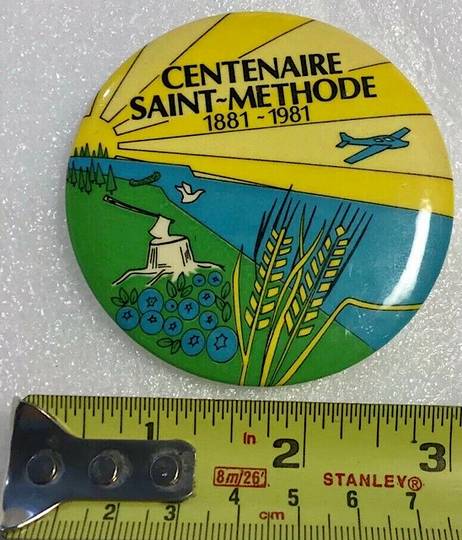 CENTENAIRE
SAINT-METHODE
1881-1981
1 in 2 3
8m/26' STANLEY®
2 3 4 cm 5 6 7